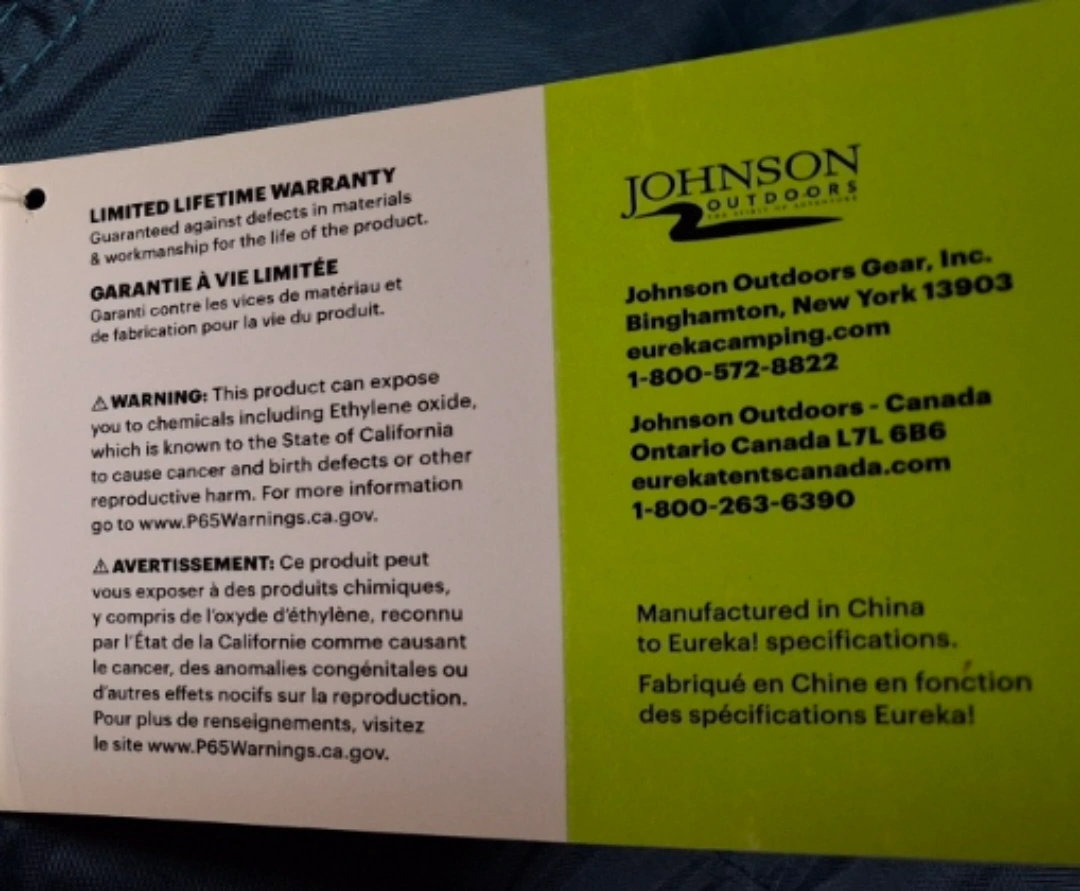 LIMITED LIFETIME WARRANTY
Guaranteed against defects in materials
& workmanship for the life of the product.
GARANTIE À VIE LIMITÉE
Garanti contre les vices de matériau et
de fabrication pour la vie du produit.
⚠ WARNING: This product can expose
you to chemicals including Ethylene oxide,
which is known to the State of California
to cause cancer and birth defects or other
reproductive harm. For more information
go to www.P65Warnings.ca.gov.
⚠ AVERTISSEMENT: Ce produit peut
vous exposer à des produits chimiques,
y compris de l'oxyde d'éthylène, reconnu
par l'État de la Californie comme causant
le cancer, des anomalies congénitales ou
d'autres effets nocifs sur la reproduction.
Pour plus de renseignements, visitez
le site www.P65Warnings.ca.gov.
JOHNSON
OUTDOORS
Johnson Outdoors Gear, Inc.
Binghamton, New York 13903
eurekacamping.com
1-800-572-8822
Johnson Outdoors - Canada
Ontario Canada L7L 6B6
eurekatentscanada.com
1-800-263-6390
Manufactured in China
to Eureka! specifications.
Fabriqué en Chine en fonction
des spécifications Eureka!